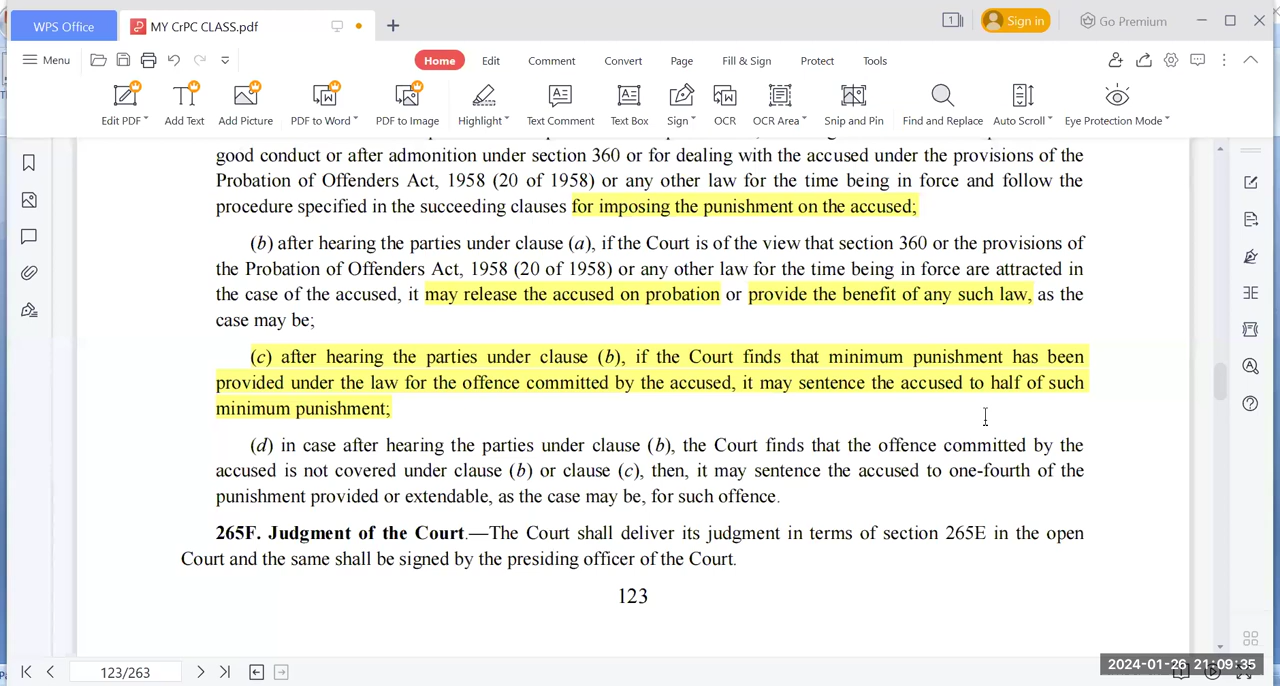 WPS Office
MY CrPC CLASS.pdf
1
Sign in
Go Premium
Menu
Home
Edit
Comment
Convert
Page
Fill & Sign
Protect
Tools
Edit PDF
Add Text
Add Picture
PDF to Word
PDF to Image
Highlight
Text Comment
Text Box
Sign
OCR
OCR Area
Snip and Pin
Find and Replace
Auto Scroll
Eye Protection Mode
good conduct or after admonition under section 360 or for dealing with the accused under the provisions of the
Probation of Offenders Act, 1958 (20 of 1958) or any other law for the time being in force and follow the
procedure specified in the succeeding clauses for imposing the punishment on the accused;
(b) after hearing the parties under clause (a), if the Court is of the view that section 360 or the provisions of
the Probation of Offenders Act, 1958 (20 of 1958) or any other law for the time being in force are attracted in
the case of the accused, it may release the accused on probation or provide the benefit of any such law, as the
case may be;
(c) after hearing the parties under clause (b), if the Court finds that minimum punishment has been
provided under the law for the offence committed by the accused, it may sentence the accused to half of such
minimum punishment;
(d) in case after hearing the parties under clause (b), the Court finds that the offence committed by the
accused is not covered under clause (b) or clause (c), then, it may sentence the accused to one-fourth of the
punishment provided or extendable, as the case may be, for such offence.
265F. Judgment of the Court.—The Court shall deliver its judgment in terms of section 265E in the open
Court and the same shall be signed by the presiding officer of the Court.
123
123/263
2024-01-26 21:09:35